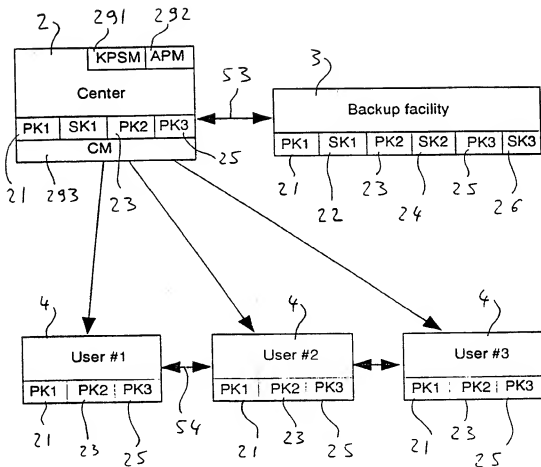 2 291 292
KPSM APM
53 3
Center Backup facility
PK1 SK1 PK2 PK3 PK1 SK1 PK2 SK2 PK3 SK3
CM
21 293 23 25 21 22 23 24 25 26
4 4 4
User #1 User #2 User #3
PK1 PK2 PK3 PK1 PK2 PK3 PK1 PK2 PK3
21 23 25 54 21 23 25 21 23 25